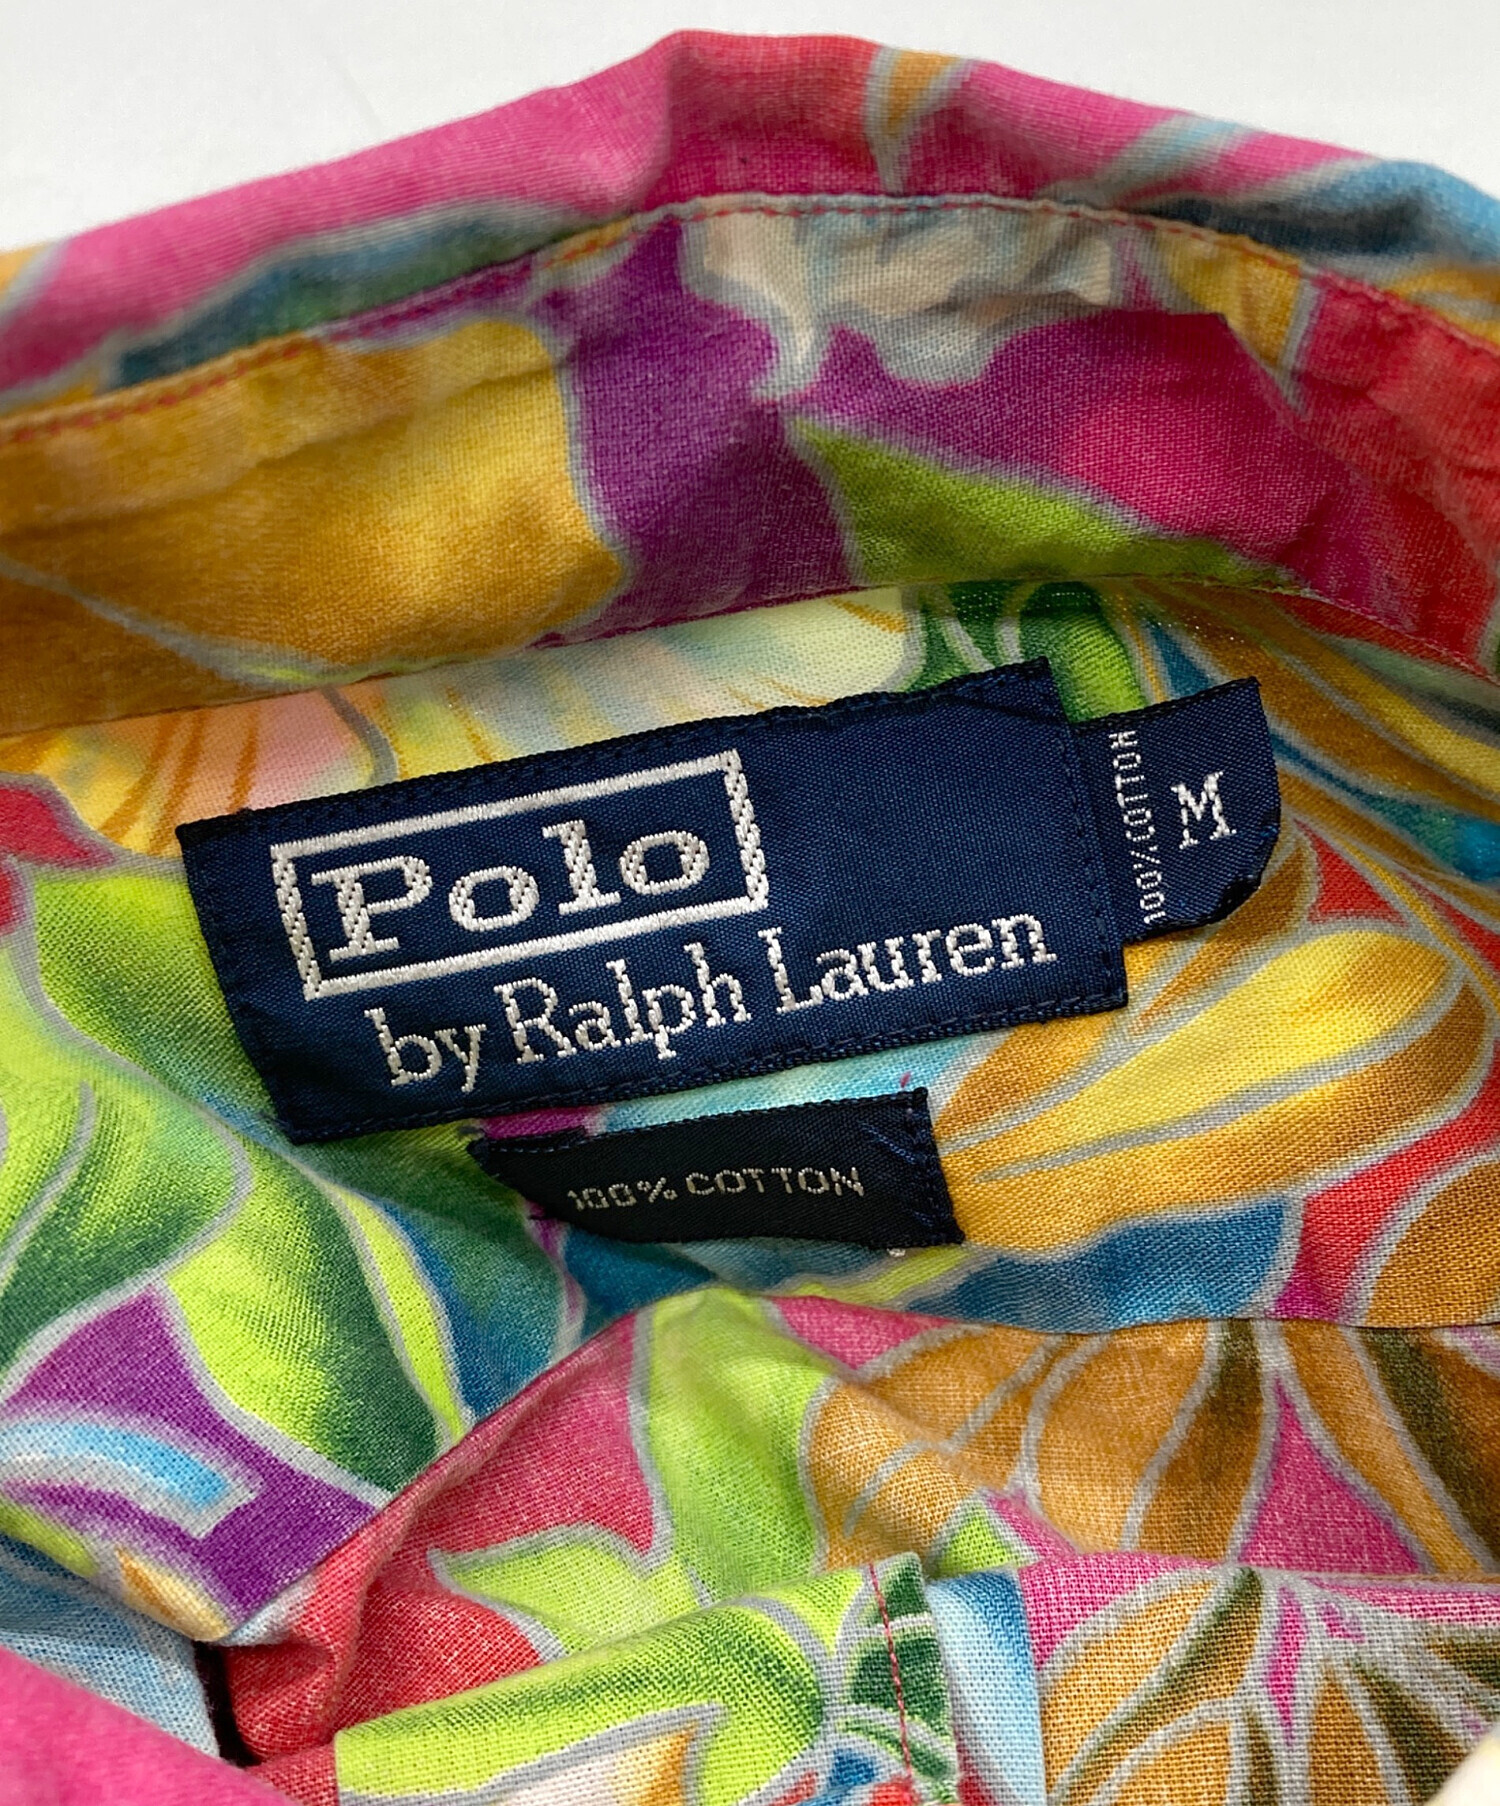 Polo
by Ralph Lauren
100% COTTON
M
100% COTTON